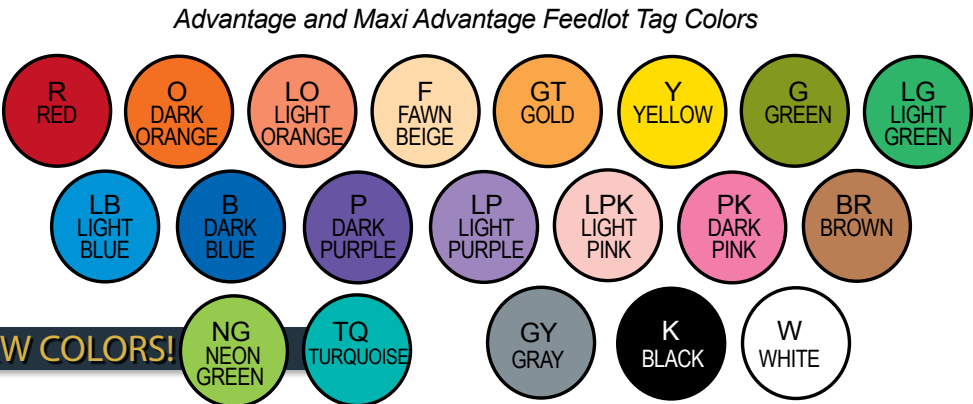 Advantage and Maxi Advantage Feedlot Tag Colors
R
RED
O
DARK
ORANGE
LO
LIGHT
ORANGE
F
FAWN
BEIGE
GT
GOLD
Y
YELLOW
G
GREEN
LG
LIGHT
GREEN
LB
LIGHT
BLUE
B
DARK
BLUE
P
DARK
PURPLE
LP
LIGHT
PURPLE
LPK
LIGHT
PINK
PK
DARK
PINK
BR
BROWN
W COLORS!
NG
NEON
GREEN
TQ
TURQUOISE
GY
GRAY
K
BLACK
W
WHITE